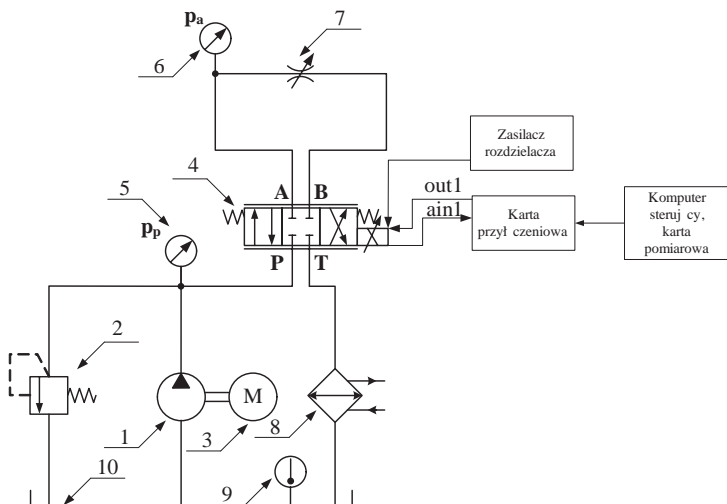 pa
7
6
Zasilacz
rozdzielacza
4
A B
out1
5
ain1
Karta
przył czeniowa
Komputer
steruj cy,
karta
pomiarowa
pp
P T
2
M
1
3
8
10
9